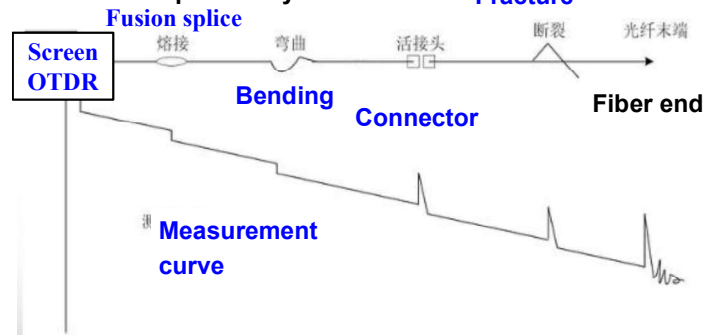 Fusion splice
熔接
弯曲
活接头
断裂
光纤末端
Screen
OTDR
Bending
Connector
Fiber end
Measurement
curve